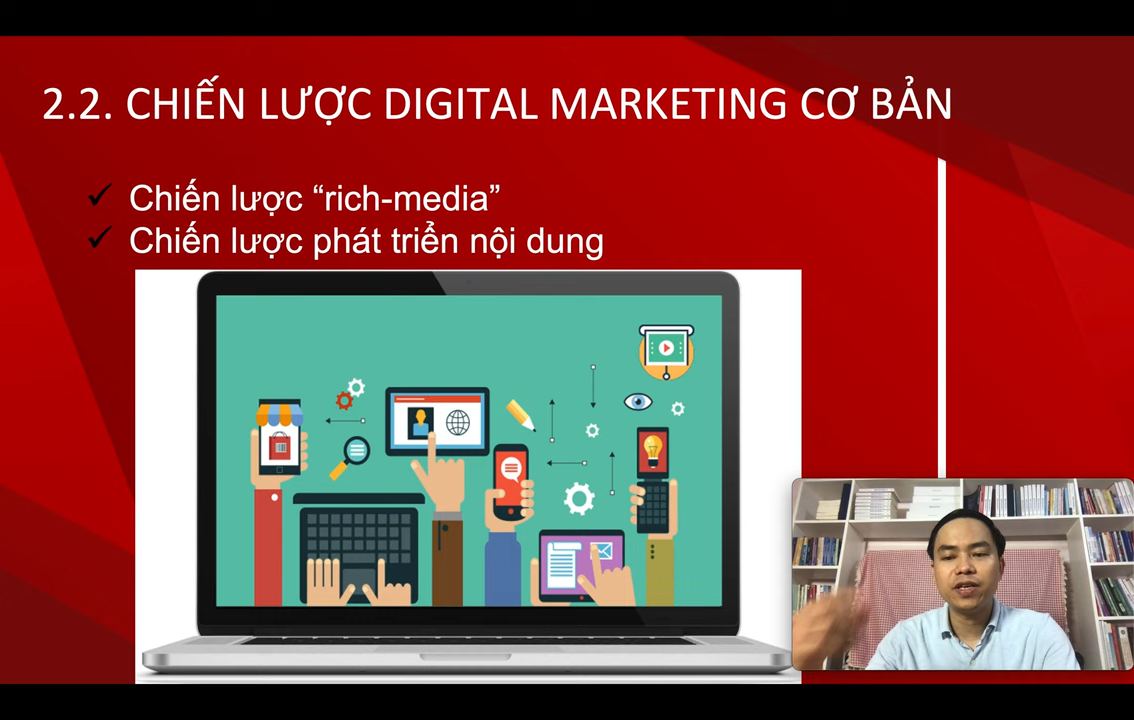 2.2. CHIẾN LƯỢC DIGITAL MARKETING CƠ BẢN
Chiến lược “rich-media”
Chiến lược phát triển nội dung